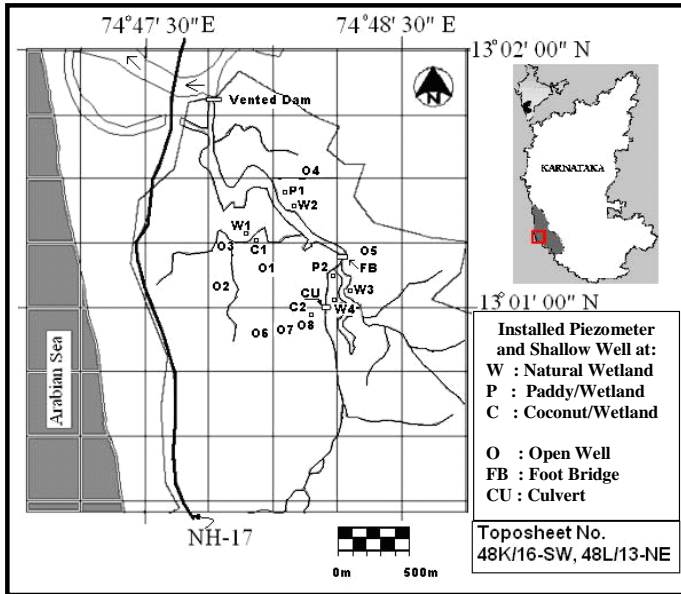 74°47' 30"E
74°48' 30"E
13°02' 00" N
Vented Dam
N
KARNATAKA
O4
P1
W2
W1
O3
C1
O5
O1
P2
FB
O2
CU
W3
C2
W4
13°01' 00" N
O8
O6
O7
Arabian Sea
Installed Piezometer
and Shallow Well at:
W : Natural Wetland
P : Paddy/Wetland
C : Coconut/Wetland
O : Open Well
FB : Foot Bridge
CU : Culvert
NH-17
0m
500m
Toposheet No.
48K/16-SW, 48L/13-NE